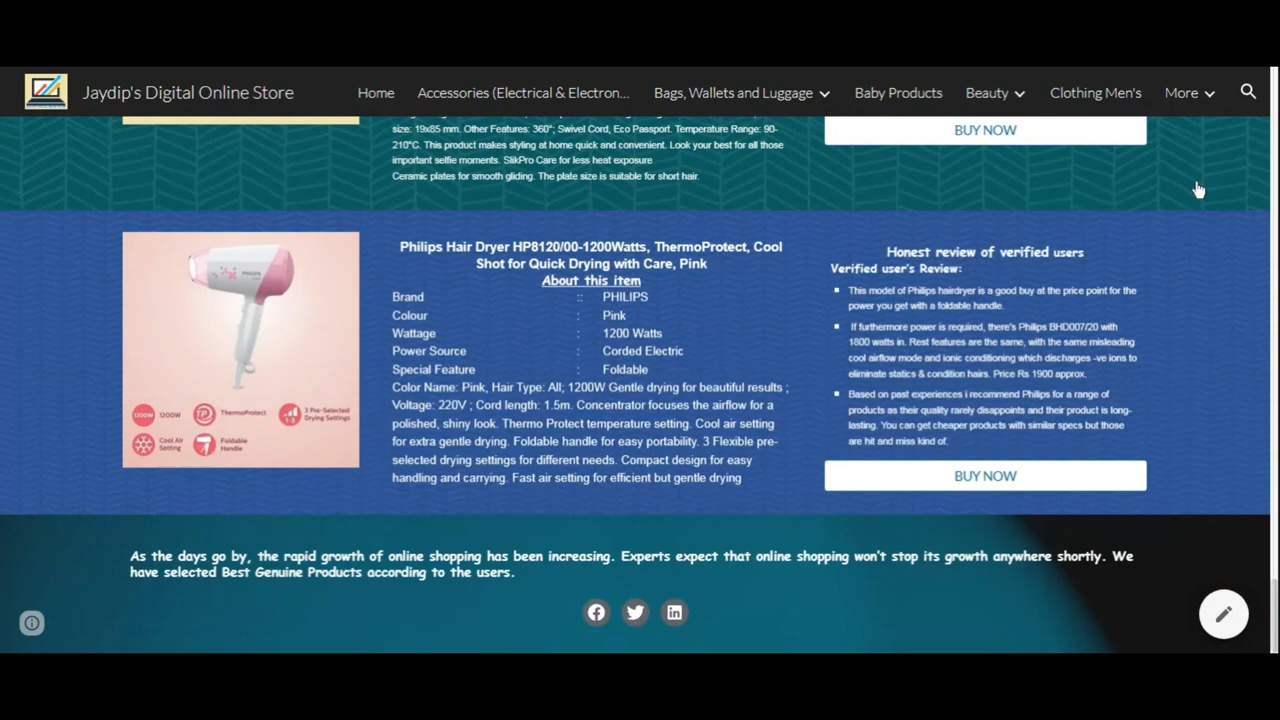 Jaydip's Digital Online Store
Home
Accessories (Electrical & Electron...
Bags, Wallets and Luggage
Baby Products
Beauty
Clothing Men's
More
size: 19x85 mm. Other Features: 360°; Swivel Cord, Eco Passport. Temperature Range: 90-
210°C. This product makes styling at home quick and convenient. Look your best for all those
important selfie moments. SlikPro Care for less heat exposure
Ceramic plates for smooth gliding. The plate size is suitable for short hair.
BUY NOW
PHILIPS
1200W
1200W
TP
ThermoProtect
3 Pre-Selected
Drying Settings
Cool Air
Setting
Foldable
Handle
Philips Hair Dryer HP8120/00-1200Watts, ThermoProtect, Cool
Shot for Quick Drying with Care, Pink
About this item
Brand :: PHILIPS
Colour : Pink
Wattage : 1200 Watts
Power Source : Corded Electric
Special Feature : Foldable
Color Name: Pink, Hair Type: All; 1200W Gentle drying for beautiful results ;
Voltage: 220V ; Cord length: 1.5m. Concentrator focuses the airflow for a
polished, shiny look. Thermo Protect temperature setting. Cool air setting
for extra gentle drying. Foldable handle for easy portability. 3 Flexible pre-
selected drying settings for different needs. Compact design for easy
handling and carrying. Fast air setting for efficient but gentle drying
Honest review of verified users
Verified user's Review:
This model of Philips hairdryer is a good buy at the price point for the
power you get with a foldable handle.
If furthermore power is required, there's Philips BHD007/20 with
1800 watts in. Rest features are the same, with the same misleading
cool airflow mode and ionic conditioning which discharges -ve ions to
eliminate statics & condition hairs. Price Rs 1900 approx.
Based on past experiences i recommend Philips for a range of
products as their quality rarely disappoints and their product is long-
lasting. You can get cheaper products with similar specs but those
are hit and miss kind of.
BUY NOW
As the days go by, the rapid growth of online shopping has been increasing. Experts expect that online shopping won't stop its growth anywhere shortly. We
have selected Best Genuine Products according to the users.